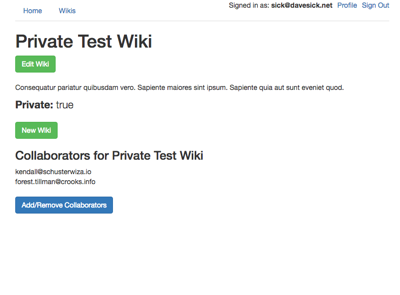 Home Wikis Signed in as: sick@davesick.net Profile Sign Out
Private Test Wiki
Edit Wiki
Consequatur pariatur quibusdam vero. Sapiente maiores sint ipsum. Sapiente quia aut sunt eveniet quod.
Private: true
New Wiki
Collaborators for Private Test Wiki
kendall@schusterwiza.io
forest.tillman@crooks.info
Add/Remove Collaborators